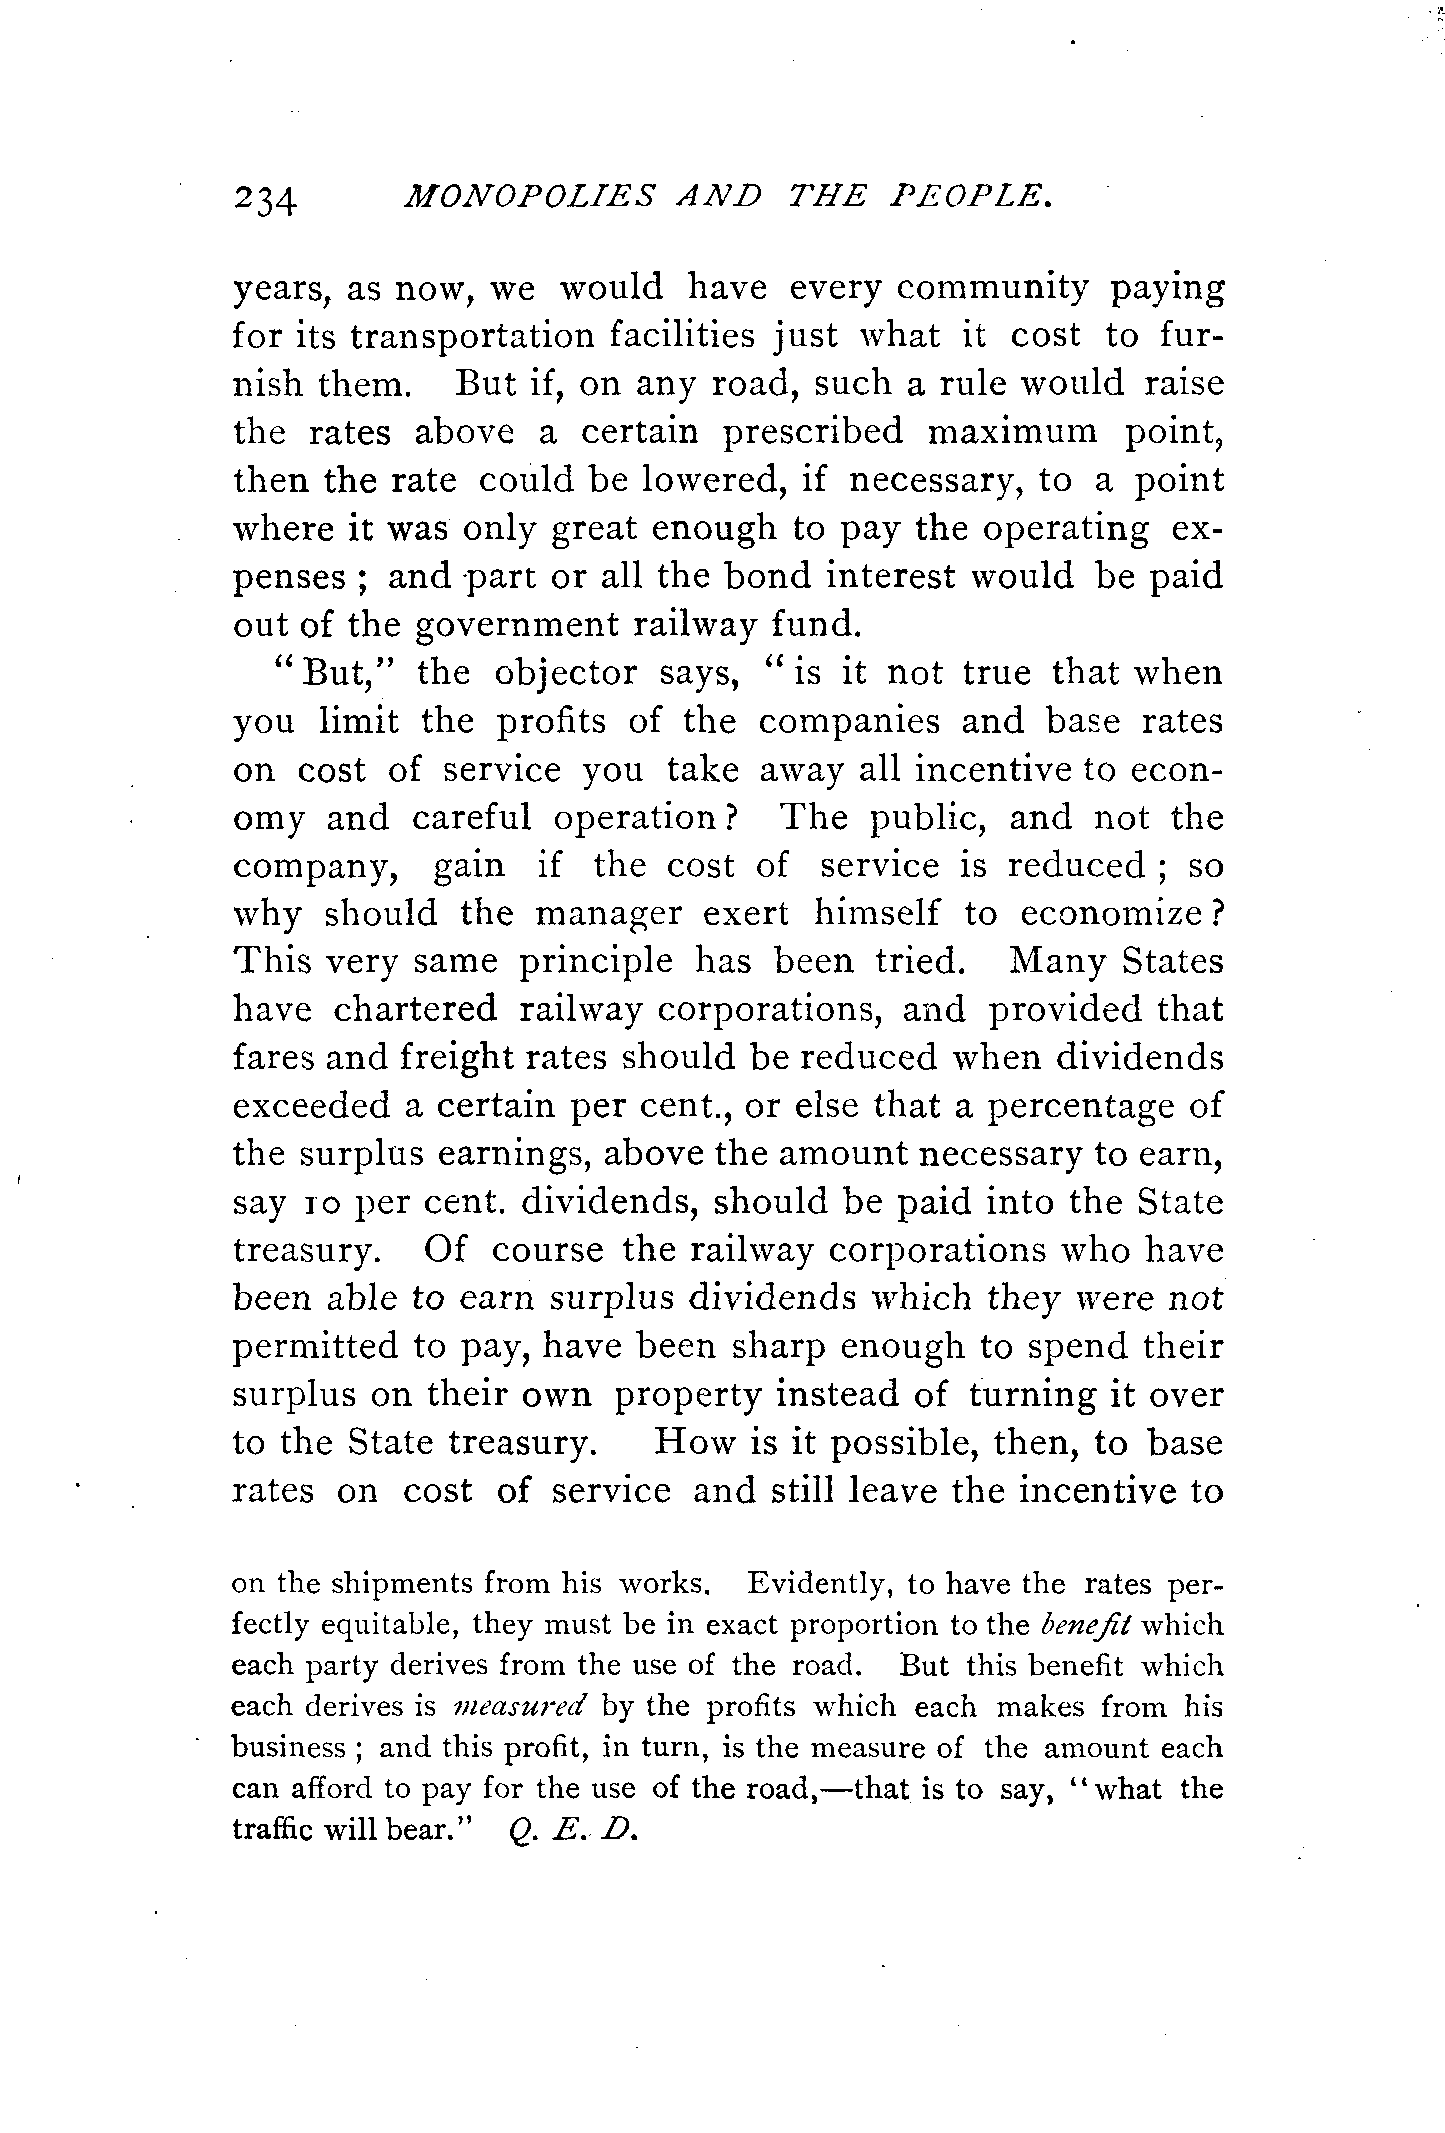 234 MONOPOLIES AND THE PEOPLE.
years, as now, we would have every community paying
for its transportation facilities just what it cost to fur-
nish them. But if, on any road, such a rule would raise
the rates above a certain prescribed maximum point,
then the rate could be lowered, if necessary, to a point
where it was only great enough to pay the operating ex-
penses ; and part or all the bond interest would be paid
out of the government railway fund.
“ But,” the objector says, “ is it not true that when
you limit the profits of the companies and base rates
on cost of service you take away all incentive to econ-
omy and careful operation ? The public, and not the
company, gain if the cost of service is reduced ; so
why should the manager exert himself to economize ?
This very same principle has been tried. Many States
have chartered railway corporations, and provided that
fares and freight rates should be reduced when dividends
exceeded a certain per cent., or else that a percentage of
the surplus earnings, above the amount necessary to earn,
say 10 per cent. dividends, should be paid into the State
treasury. Of course the railway corporations who have
been able to earn surplus dividends which they were not
permitted to pay, have been sharp enough to spend their
surplus on their own property instead of turning it over
to the State treasury. How is it possible, then, to base
rates on cost of service and still leave the incentive to
on the shipments from his works. Evidently, to have the rates per-
fectly equitable, they must be in exact proportion to the benefit which
each party derives from the use of the road. But this benefit which
each derives is measured by the profits which each makes from his
business ; and this profit, in turn, is the measure of the amount each
can afford to pay for the use of the road,—that is to say, “ what the
traffic will bear.” Q. E. D.